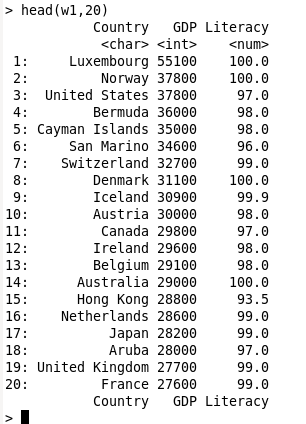 > head(w1,20)
Country GDP Literacy
<char> <int> <num>
1: Luxembourg 55100 100.0
2: Norway 37800 100.0
3: United States 37800 97.0
4: Bermuda 36000 98.0
5: Cayman Islands 35000 98.0
6: San Marino 34600 96.0
7: Switzerland 32700 99.0
8: Denmark 31100 100.0
9: Iceland 30900 99.9
10: Austria 30000 98.0
11: Canada 29800 97.0
12: Ireland 29600 98.0
13: Belgium 29100 98.0
14: Australia 29000 100.0
15: Hong Kong 28800 93.5
16: Netherlands 28600 99.0
17: Japan 28200 99.0
18: Aruba 28000 97.0
19: United Kingdom 27700 99.0
20: France 27600 99.0
Country GDP Literacy
>